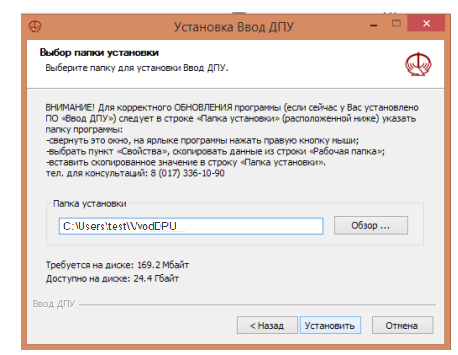 Установка Ввод ДПУ
Выбор папки установки
Выберите папку для установки Ввод ДПУ.
ВНИМАНИЕ! Для корректного ОБНОВЛЕНИЯ программы (если сейчас у Вас установлено
ПО «Ввод ДПУ») следует в строке «Папка установки» (расположенной ниже) указать
папку программы:
-свернуть это окно, на ярлыке программы нажать правую кнопку мыши;
-выбрать пункт «Свойства», скопировать данные из строки «Рабочая папка»;
-вставить скопированное значение в строку «Папка установки».
тел. для консультаций: 8 (017) 336-10-90
Папка установки
C:\Users\test\VvodDPU
Обзор ...
Требуется на диске: 169.2 Мбайт
Доступно на диске: 24.4 Гбайт
Ввод ДПУ
< Назад Установить Отмена